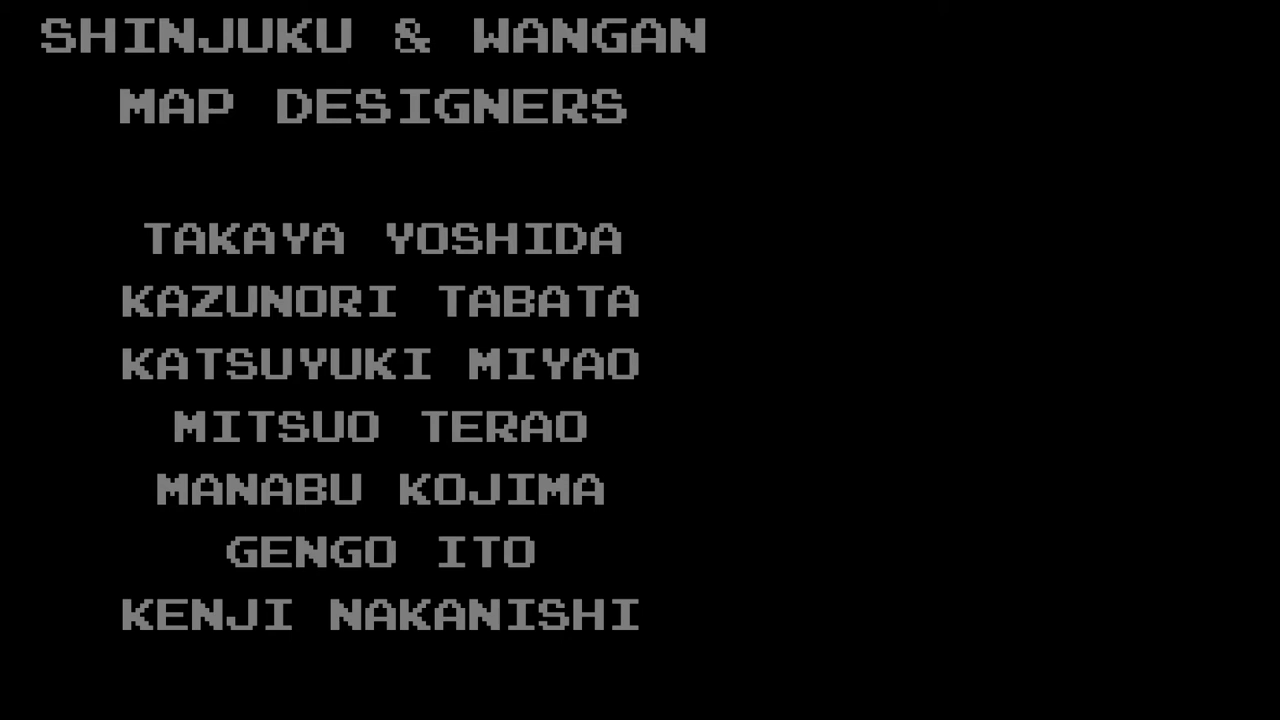 SHINJUKU & WANGAN
MAP DESIGNERS
TAKAYA YOSHIDA
KAZUNORI TABATA
KATSUYUKI MIYAO
MITSUO TERAO
MANABU KOJIMA
GENGO ITO
KENJI NAKANISHI